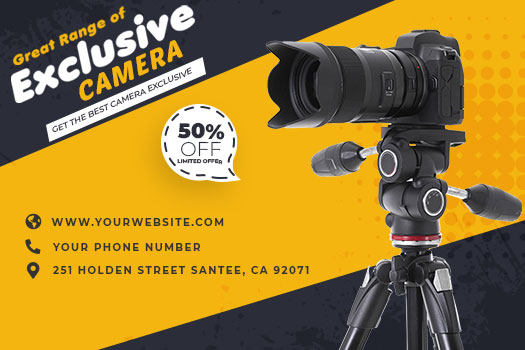 Great Range of
Exclusive
CAMERA
GET THE BEST CAMERA EXCLUSIVE
50%
OFF
LIMITED OFFER
WWW.YOURWEBSITE.COM
YOUR PHONE NUMBER
251 HOLDEN STREET SANTEE, CA 92071